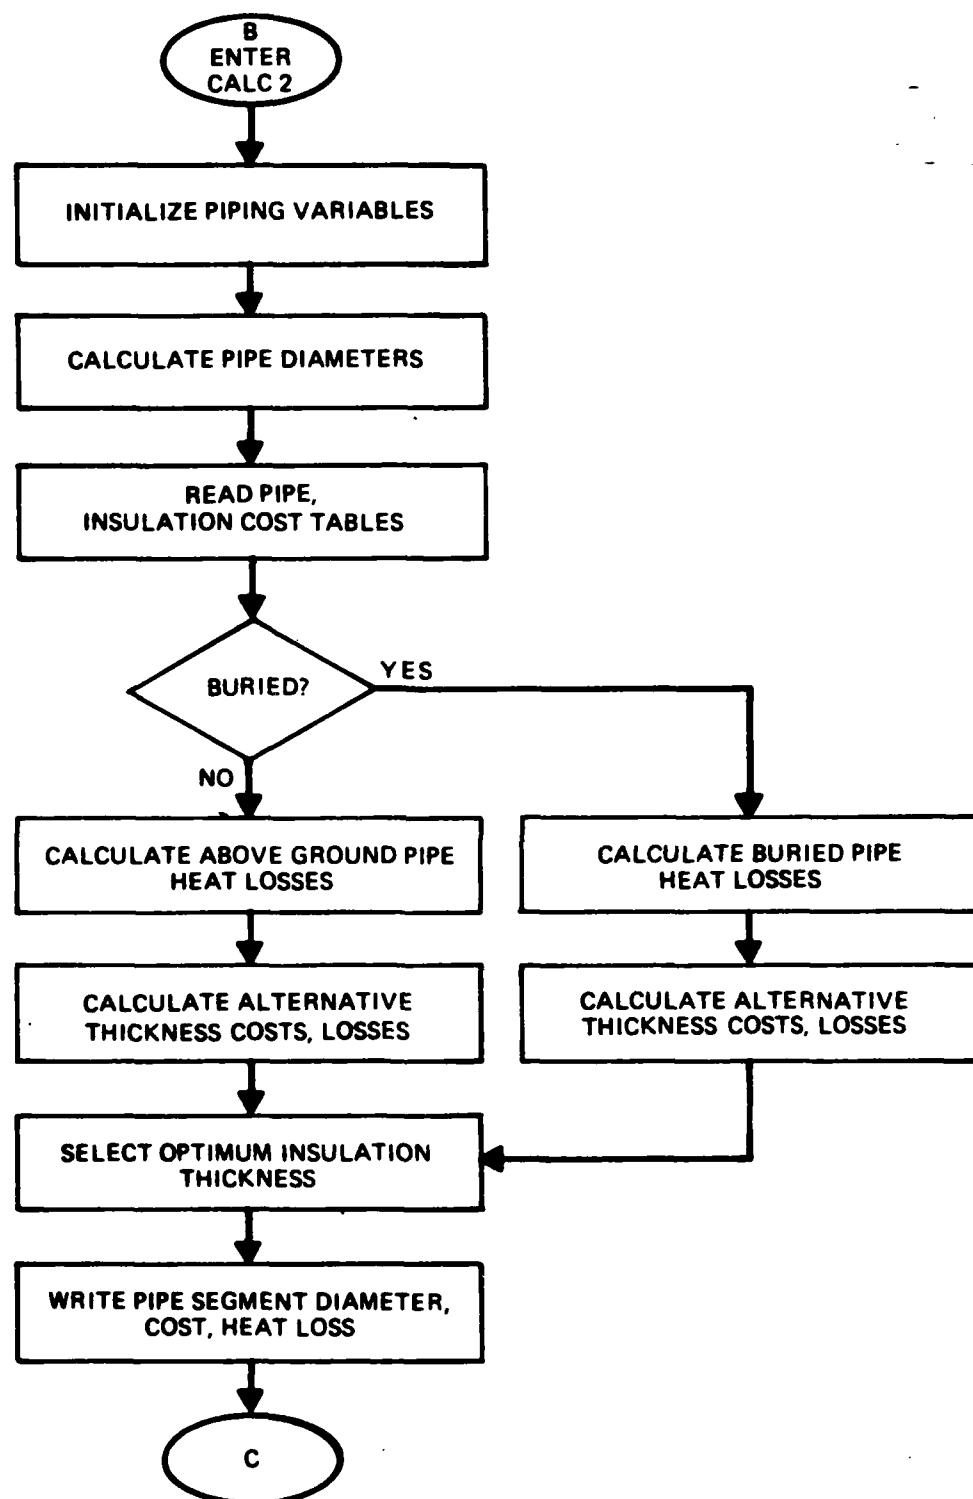 B
ENTER
CALC 2
INITIALIZE PIPING VARIABLES
CALCULATE PIPE DIAMETERS
READ PIPE,
INSULATION COST TABLES
BURIED?
YES
NO
CALCULATE ABOVE GROUND PIPE
HEAT LOSSES
CALCULATE BURIED PIPE
HEAT LOSSES
CALCULATE ALTERNATIVE
THICKNESS COSTS, LOSSES
CALCULATE ALTERNATIVE
THICKNESS COSTS, LOSSES
SELECT OPTIMUM INSULATION
THICKNESS
WRITE PIPE SEGMENT DIAMETER,
COST, HEAT LOSS
C